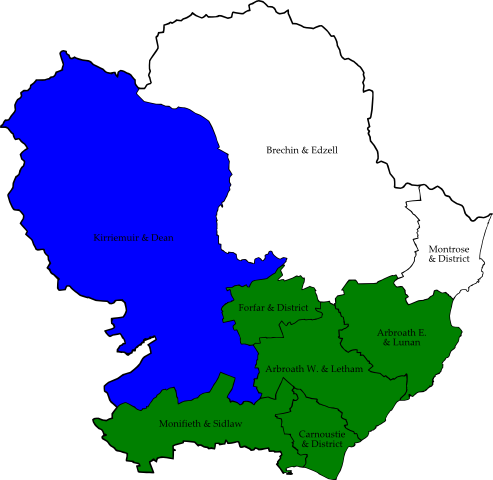 Brechin & Edzell
Kirriemuir & Dean
Montrose
& District
Forfar & District
Arbroath E.
& Lunan
Arbroath W. & Letham
Monifieth & Sidlaw
Carnoustie
& District